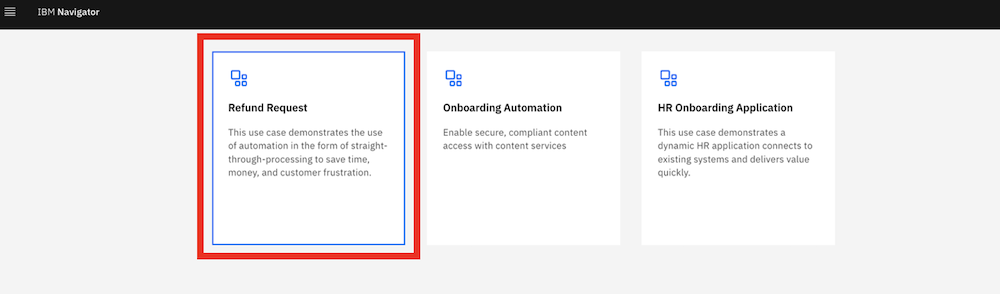 IBM Navigator
Refund Request
This use case demonstrates the use
of automation in the form of straight-
through-processing to save time,
money, and customer frustration.
Onboarding Automation
Enable secure, compliant content
access with content services
HR Onboarding Application
This use case demonstrates a
dynamic HR application connects to
existing systems and delivers value
quickly.